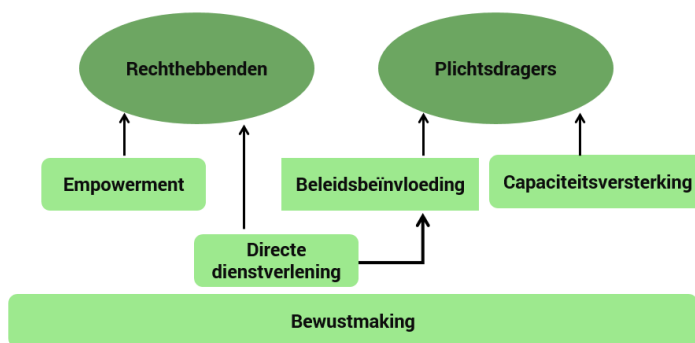 Rechthebbenden
Plichtsdragers
Empowerment
Beleidsbeïnvloeding
Capaciteitsversterking
Directe
dienstverlening
Bewustmaking